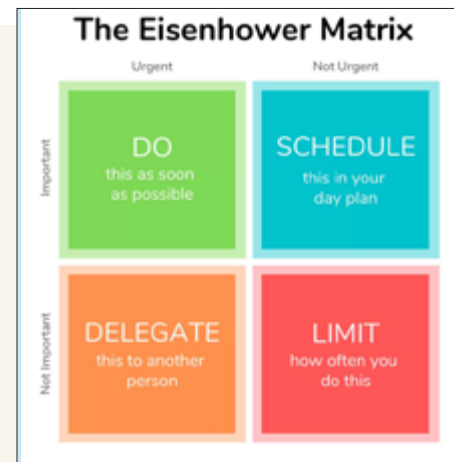 The Eisenhower Matrix
Urgent
Not Urgent
Important
DO
this as soon
as possible
SCHEDULE
this in your
day plan
Not Important
DELEGATE
this to another
person
LIMIT
how often you
do this